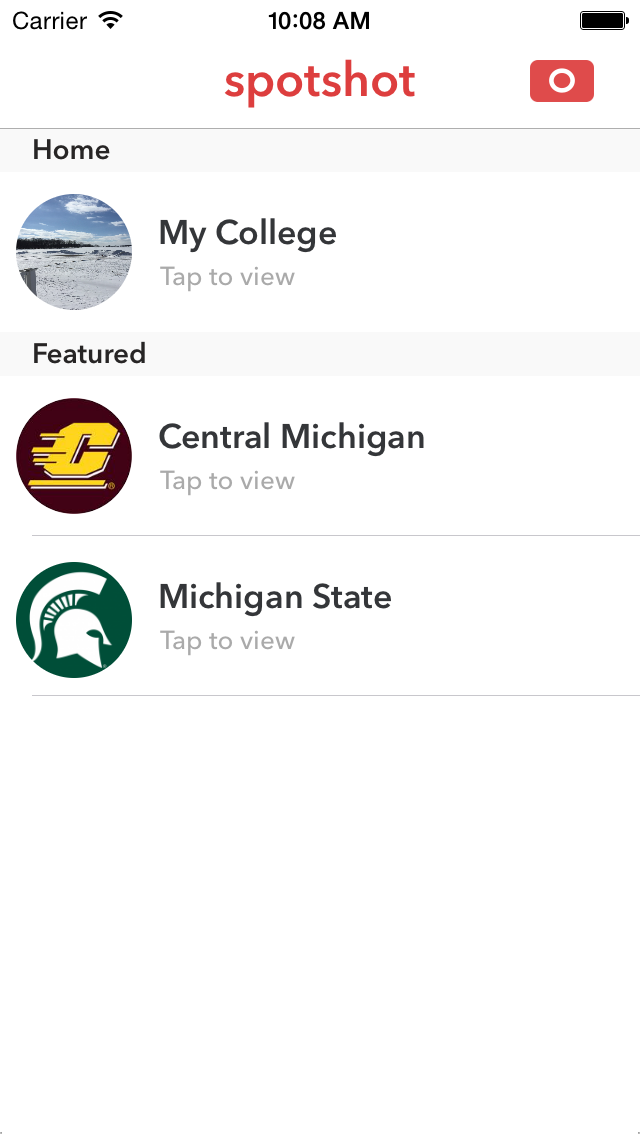 Carrier 10:08 AM
spotshot
Home
My College
Tap to view
Featured
Central Michigan
Tap to view
Michigan State
Tap to view